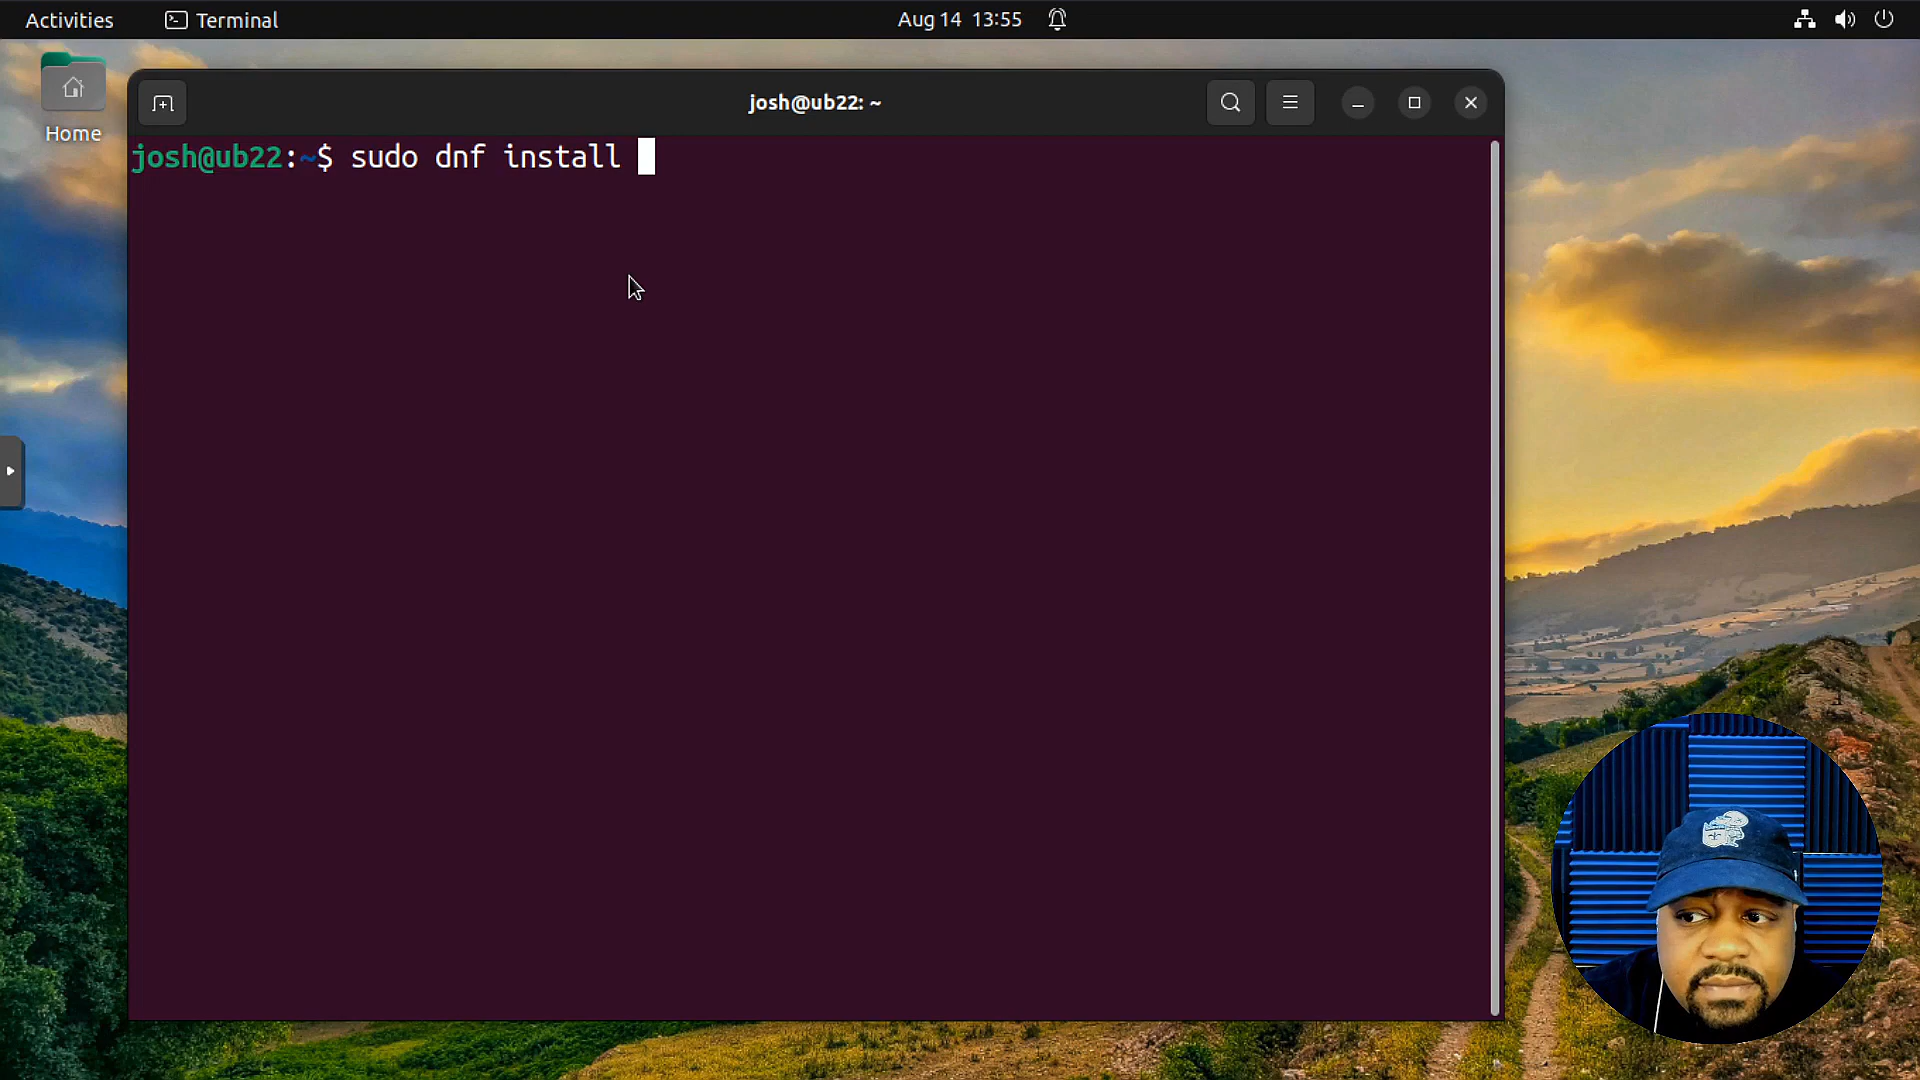 Activities
Terminal
Aug 14 13:55
Home
josh@ub22: ~
josh@ub22:~$ sudo dnf install